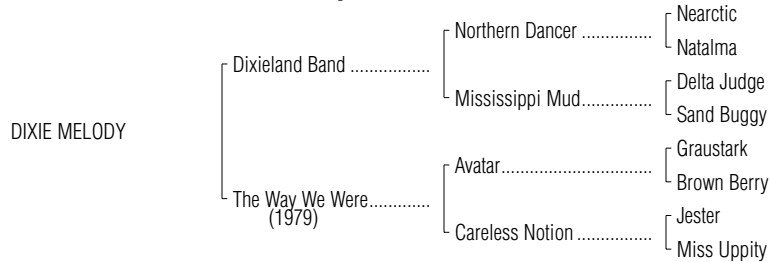 Nearctic
Northern Dancer ...............
Natalma
Dixieland Band .................
Delta Judge
Mississippi Mud...............
Sand Buggy
DIXIE MELODY
Graustark
Avatar................................
Brown Berry
The Way We Were.............
(1979)
Jester
Careless Notion ................
Miss Uppity